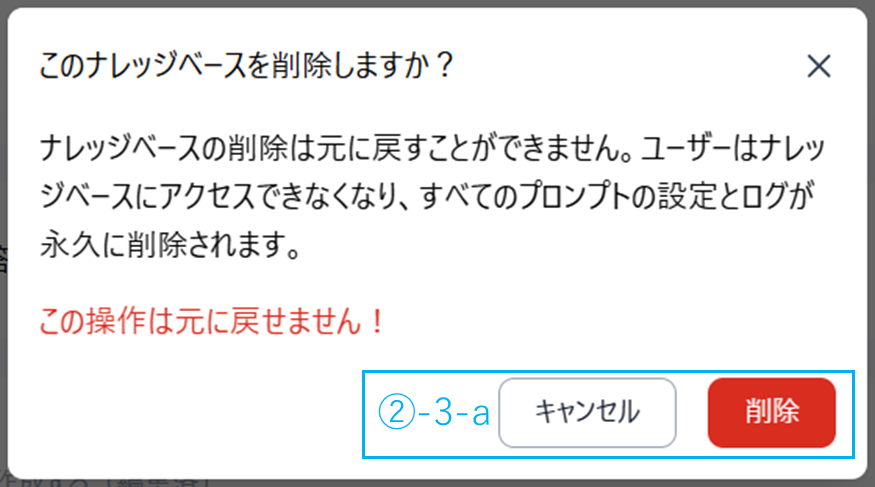 このナレッジベースを削除しますか？
ナレッジベースの削除は元に戻すことができません。ユーザーはナレッ
ジベースにアクセスできなくなり、すべてのプロンプトの設定とログが
永久に削除されます。
この操作は元に戻せません！
②-3-a キャンセル 削除